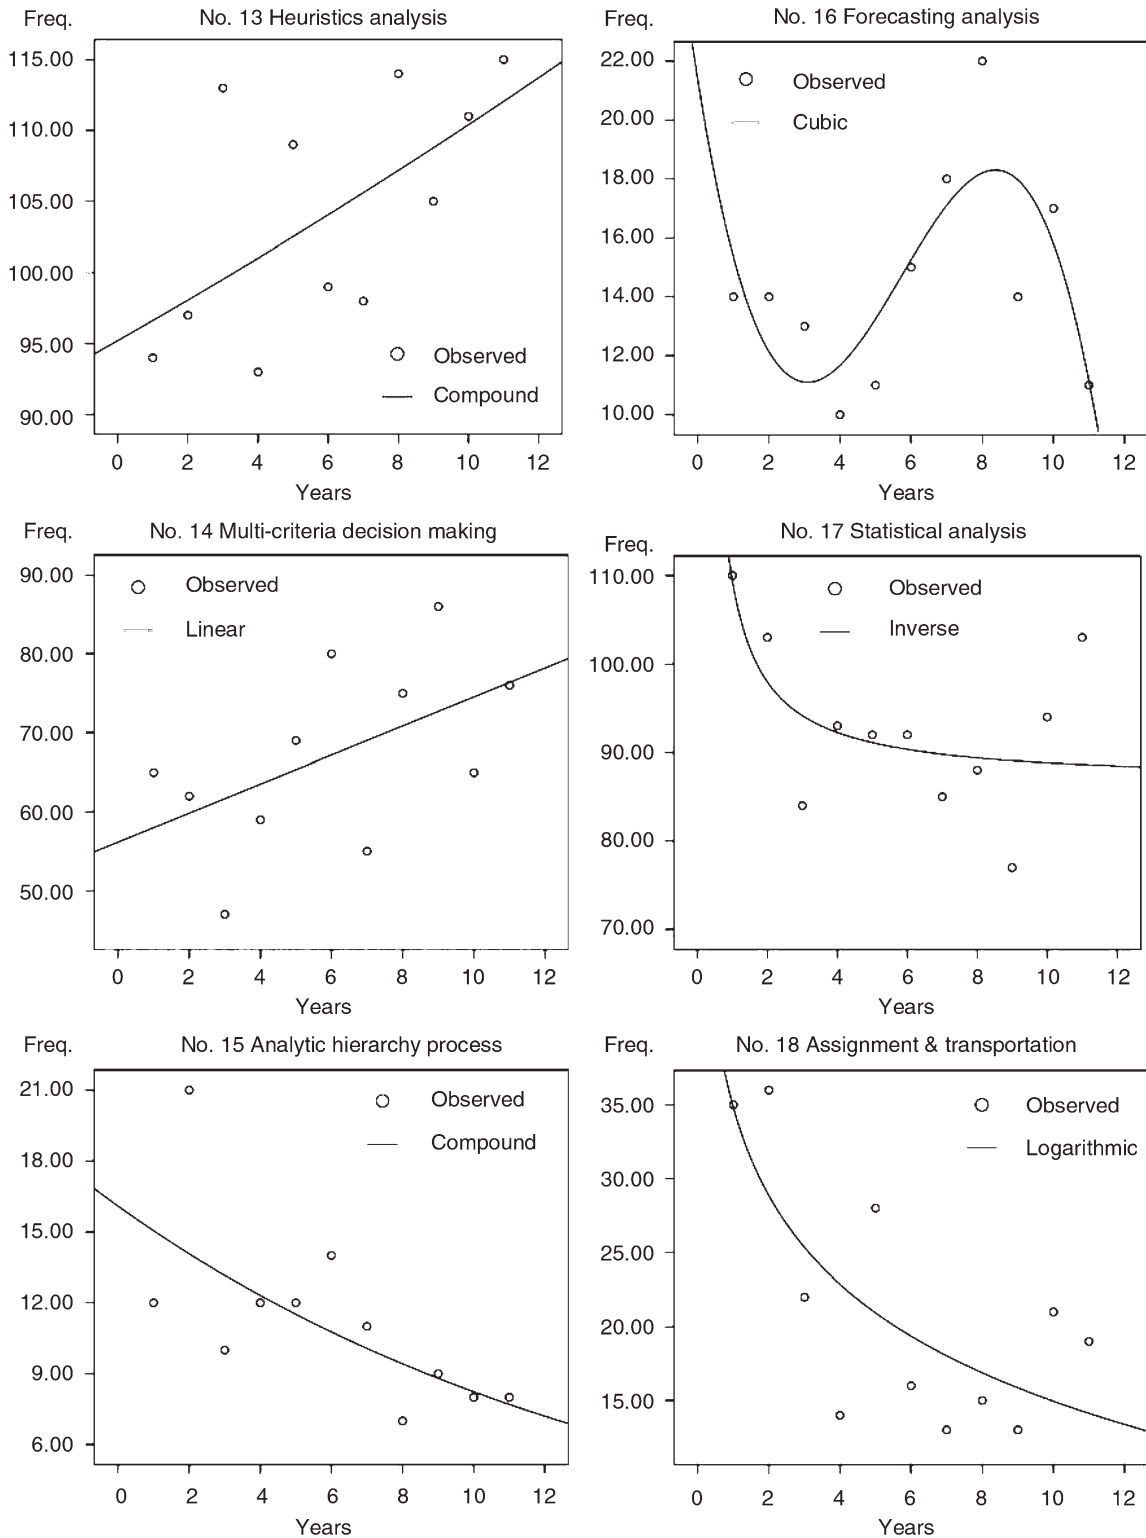 Freq.
No. 13 Heuristics analysis
115.00
110.00
105.00
100.00
95.00
90.00
Observed
Compound
0 2 4 6 8 10 12
Years
Freq.
No. 16 Forecasting analysis
22.00
20.00
18.00
16.00
14.00
12.00
10.00
Observed
Cubic
0 2 4 6 8 10 12
Years
Freq.
No. 14 Multi-criteria decision making
90.00
80.00
70.00
60.00
50.00
Observed
Linear
0 2 4 6 8 10 12
Years
Freq.
No. 17 Statistical analysis
110.00
100.00
90.00
80.00
70.00
Observed
Inverse
0 2 4 6 8 10 12
Years
Freq.
No. 15 Analytic hierarchy process
21.00
18.00
15.00
12.00
9.00
6.00
Observed
Compound
0 2 4 6 8 10 12
Years
Freq.
No. 18 Assignment & transportation
35.00
30.00
25.00
20.00
15.00
Observed
Logarithmic
0 2 4 6 8 10 12
Years